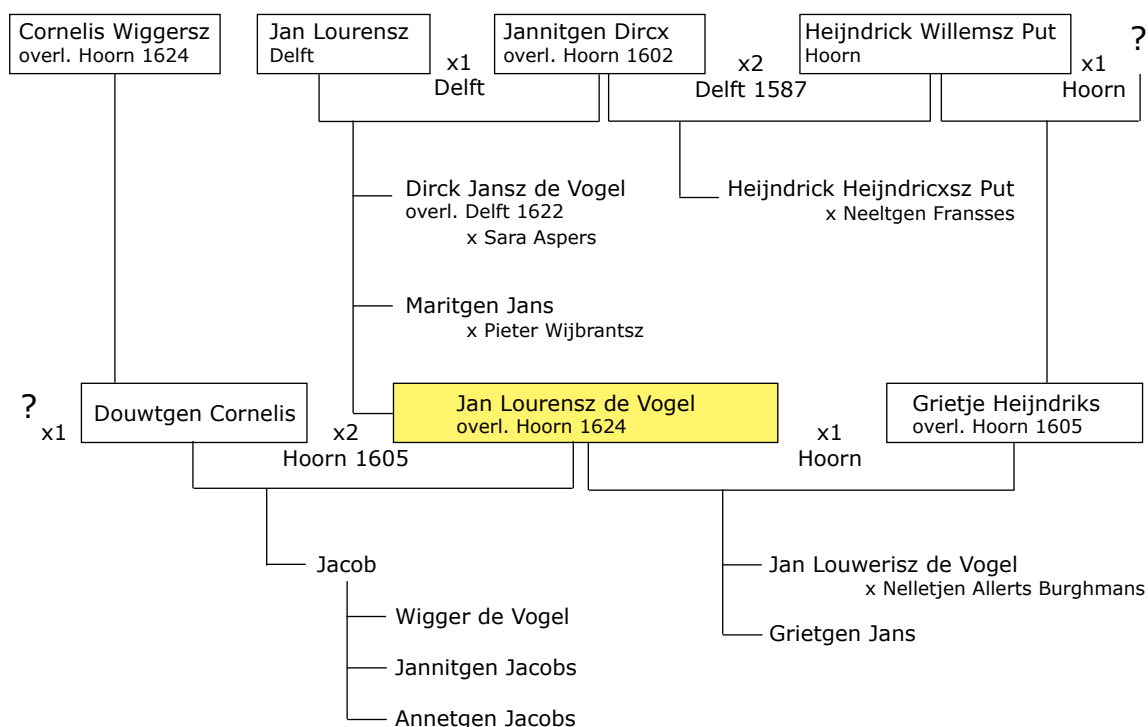 Cornelis Wiggersz
overl. Hoorn 1624
Jan Lourensz
Delft
x1
Delft
Jannitgen Dircx
overl. Hoorn 1602
x2
Delft 1587
Heijndrick Willemsz Put
Hoorn
x1
Hoorn
?
Dirck Jansz de Vogel
overl. Delft 1622
x Sara Aspers
Heijndrick Heijndricxsz Put
x Neeltgen Fransses
Maritgen Jans
x Pieter Wijbrantsz
?
x1
Douwtgen Cornelis
x2
Hoorn 1605
Jan Lourensz de Vogel
overl. Hoorn 1624
x1
Hoorn
Grietje Heijndriks
overl. Hoorn 1605
Jacob
Wigger de Vogel
Jannitgen Jacobs
Annetgen Jacobs
Jan Louwerisz de Vogel
x Nelletjen Allerts Burghmans
Grietgen Jans